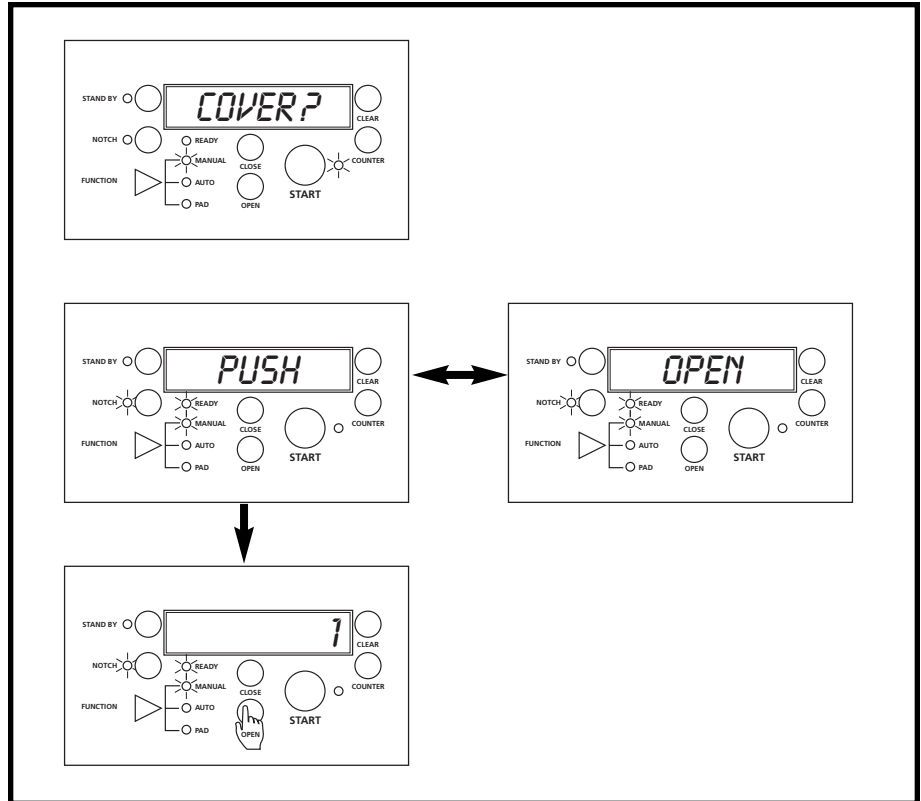 COVER?
STAND BY
CLEAR
NOTCH
READY
MANUAL
CLOSE
COUNTER
FUNCTION
AUTO
START
PAD
OPEN
PUSH
STAND BY
CLEAR
NOTCH
READY
MANUAL
CLOSE
COUNTER
FUNCTION
AUTO
START
PAD
OPEN
OPEN
STAND BY
CLEAR
NOTCH
READY
MANUAL
CLOSE
COUNTER
FUNCTION
AUTO
START
PAD
OPEN
1
STAND BY
CLEAR
NOTCH
READY
MANUAL
CLOSE
COUNTER
FUNCTION
AUTO
START
PAD
OPEN